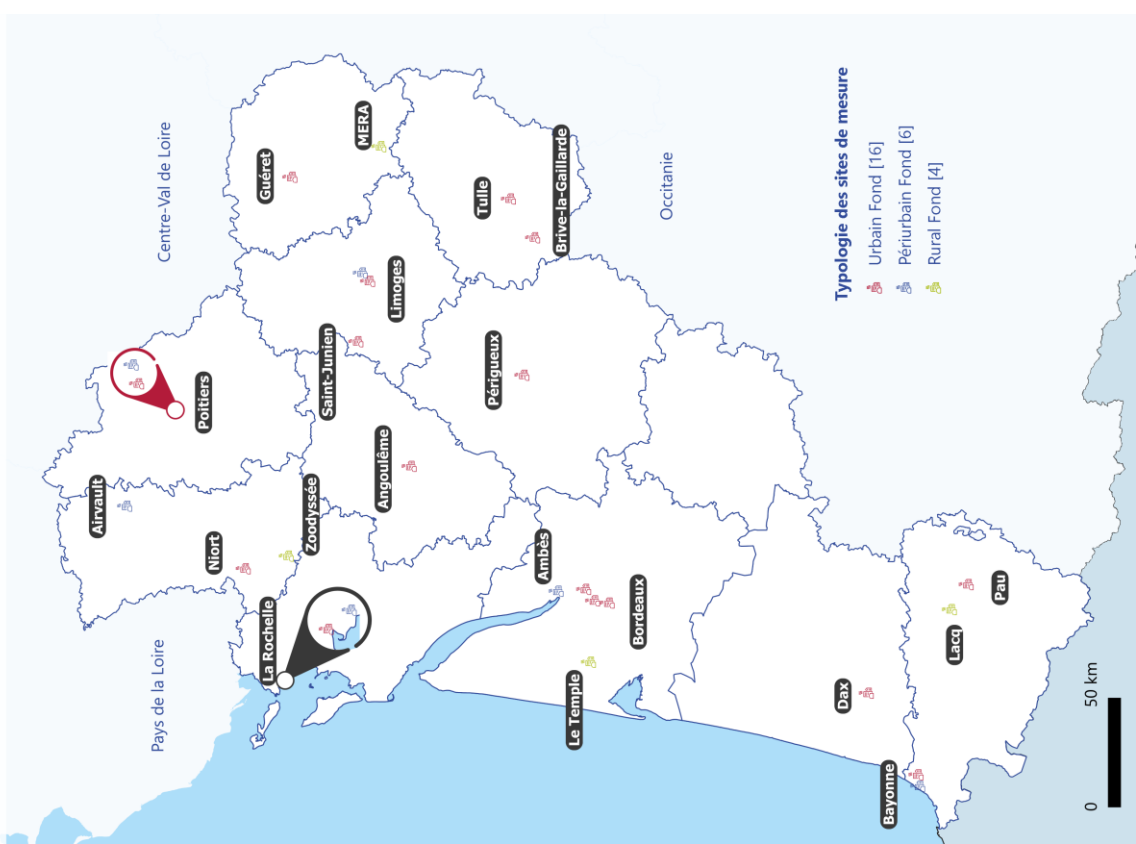 Pays de la Loire
Centre-Val de Loire
Airvault
Poitiers
Niort
Guéret
La Rochelle
Zoodyssée
Saint-Junien
MERA
Limoges
Angoulême
Tulle
Périgueux
Brive-la-Gaillarde
Ambès
Le Temple
Bordeaux
Occitanie
Dax
Bayonne
Lacq
Pau
Typologie des sites de mesure
Urbain Fond [16]
Périurbain Fond [6]
Rural Fond [4]
0
50 km